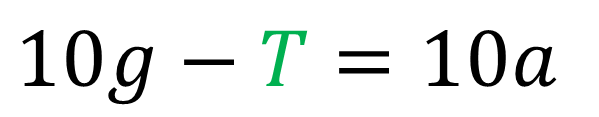 10g − T = 10a